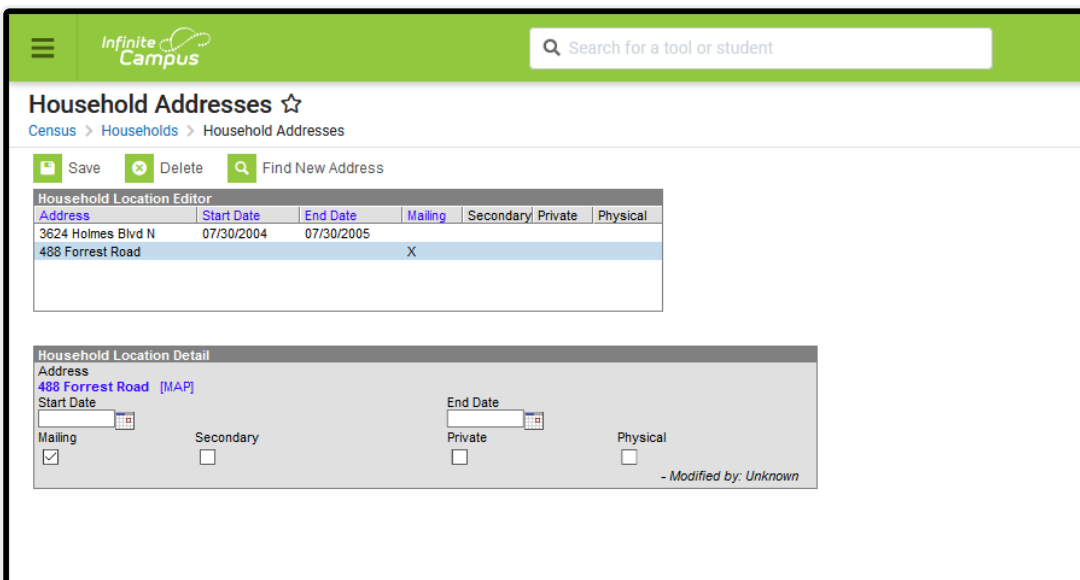 Infinite Campus
Search for a tool or student
Household Addresses
Census > Households > Household Addresses
Save Delete Find New Address
Household Location Editor
Address Start Date End Date Mailing Secondary Private Physical
3624 Holmes Blvd N 07/30/2004 07/30/2005
488 Forrest Road X
Household Location Detail
Address
488 Forrest Road [MAP]
Start Date End Date
Mailing Secondary Private Physical
- Modified by: Unknown